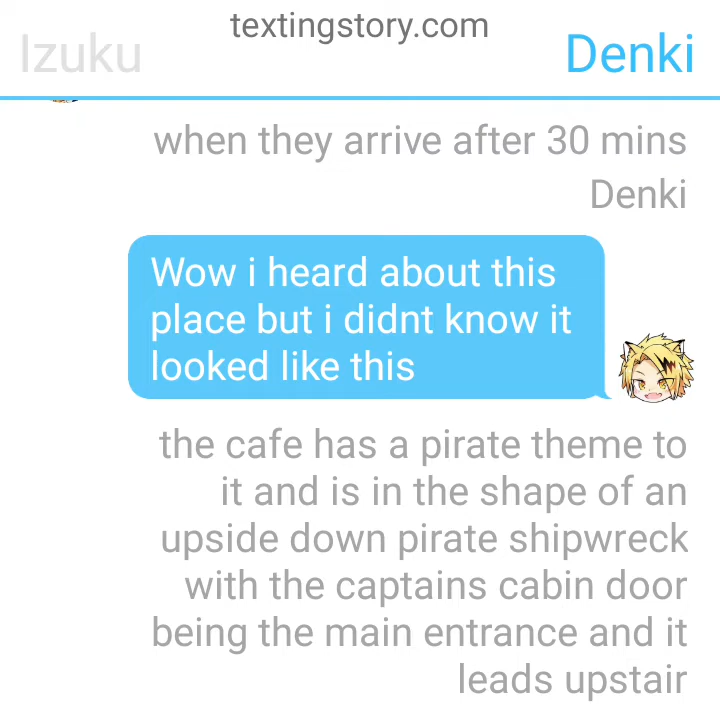 textingstory.com
Izuku
Denki
when they arrive after 30 mins
Denki
Wow i heard about this
place but i didnt know it
looked like this
the cafe has a pirate theme to
it and is in the shape of an
upside down pirate shipwreck
with the captains cabin door
being the main entrance and it
leads upstair